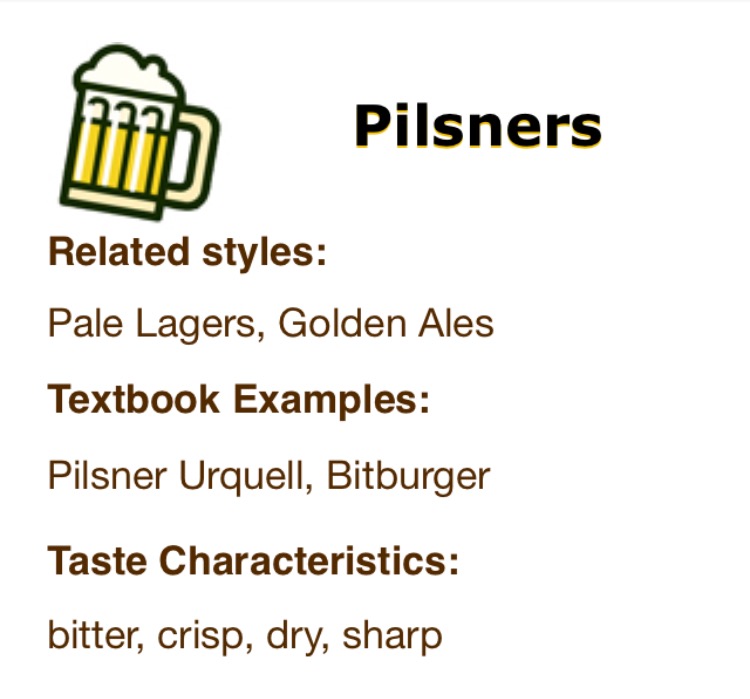 Pilsners
Related styles:
Pale Lagers, Golden Ales
Textbook Examples:
Pilsner Urquell, Bitburger
Taste Characteristics:
bitter, crisp, dry, sharp